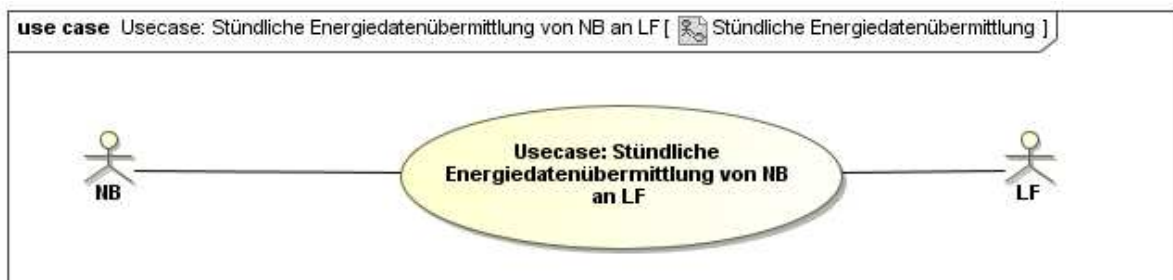 use case Usecase: Stündliche Energiedatenübermittlung von NB an LF [ Stündliche Energiedatenübermittlung ]
Usecase: Stündliche
Energiedatenübermittlung von NB
an LF
NB
LF